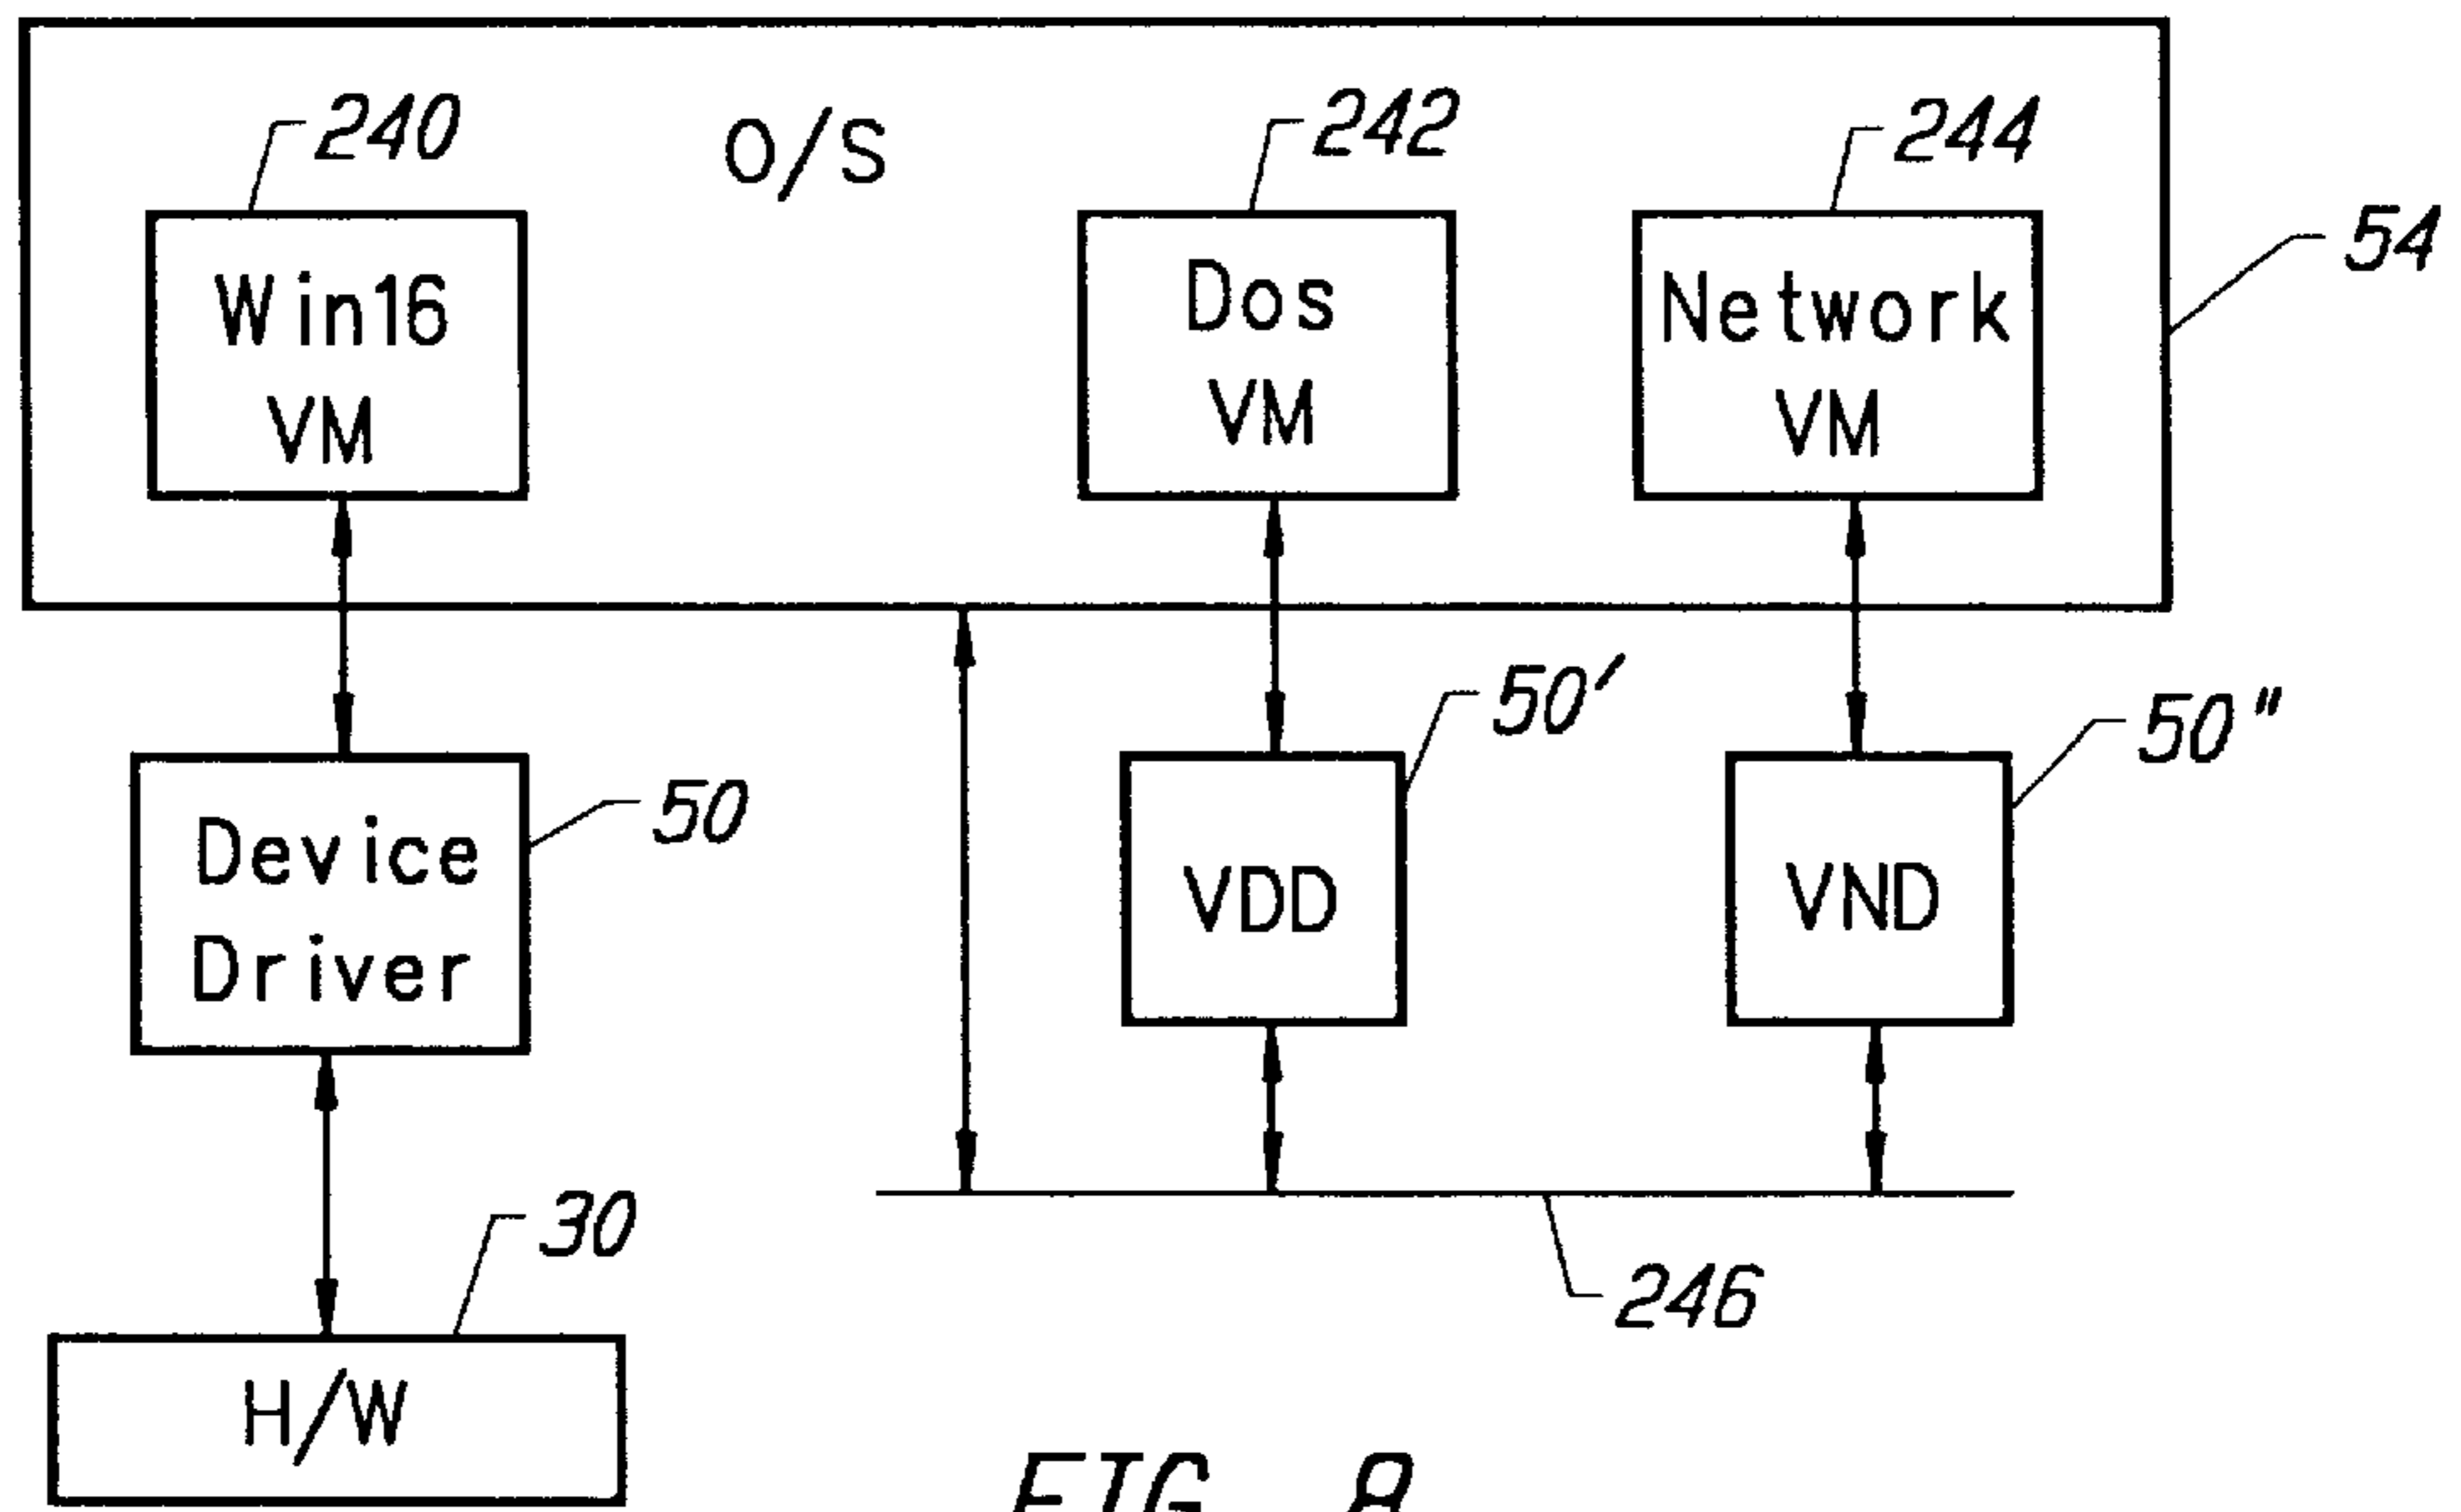 240
O/S
242
244
54
Win16
VM
Dos
VM
Network
VM
50'
50"
50
Device
Driver
VDD
VND
30
246
H/W
FIG.